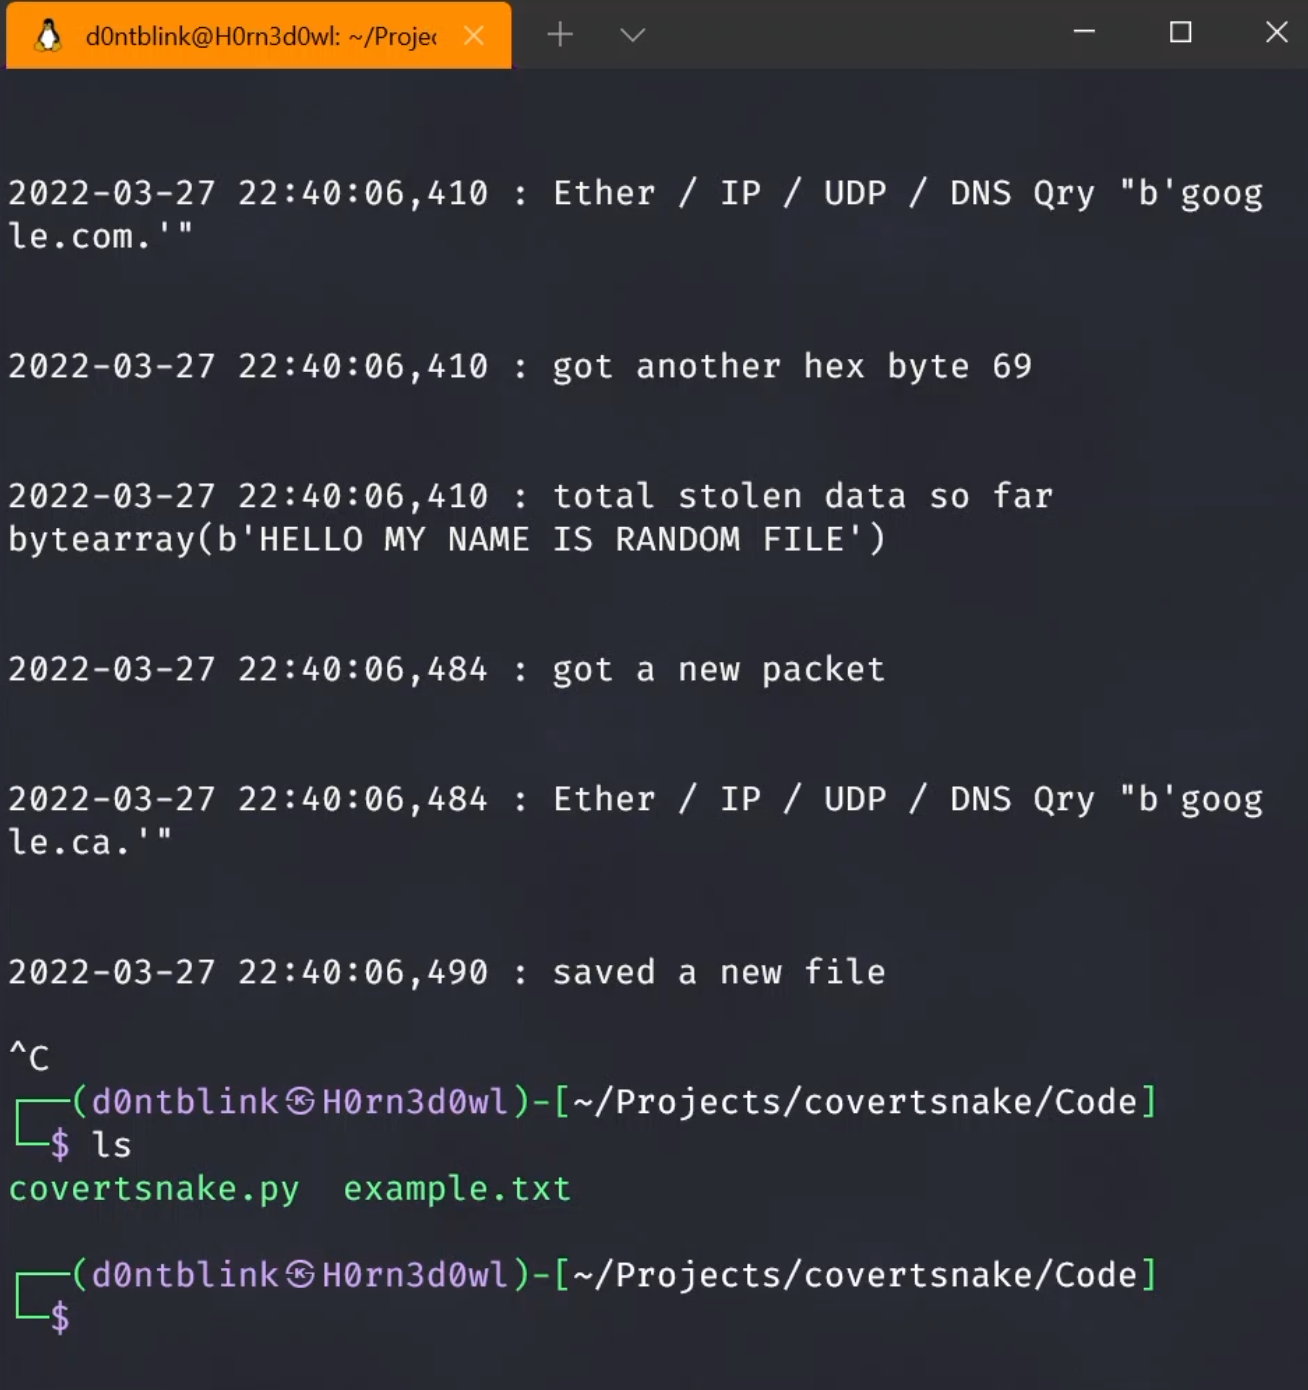 d0ntblink@H0rn3d0wl: ~/Projec
2022-03-27 22:40:06,410 : Ether / IP / UDP / DNS Qry "b'goog
le.com.'"
2022-03-27 22:40:06,410 : got another hex byte 69
2022-03-27 22:40:06,410 : total stolen data so far
bytearray(b'HELLO MY NAME IS RANDOM FILE')
2022-03-27 22:40:06,484 : got a new packet
2022-03-27 22:40:06,484 : Ether / IP / UDP / DNS Qry "b'goog
le.ca.'"
2022-03-27 22:40:06,490 : saved a new file
^C
┌──(d0ntblink㉿H0rn3d0wl)-[~/Projects/covertsnake/Code]
└─$ ls
covertsnake.py  example.txt
┌──(d0ntblink㉿H0rn3d0wl)-[~/Projects/covertsnake/Code]
└─$